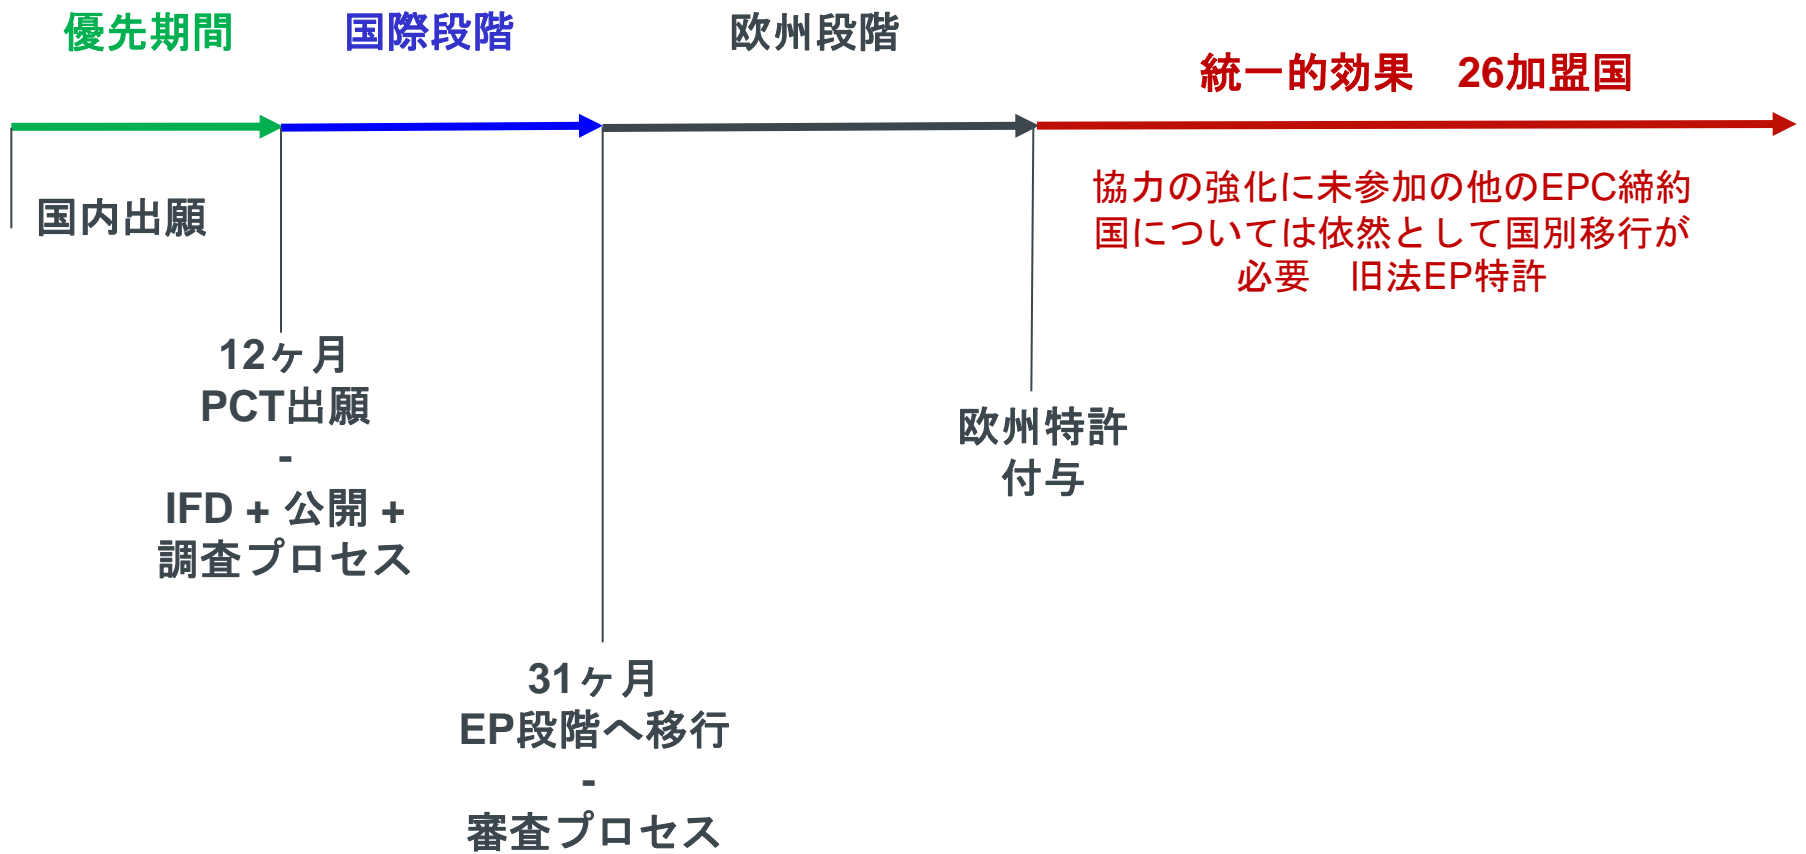 優先期間
国際段階
欧州段階
統一的効果　26加盟国
協力の強化に未参加の他のEPC締約
国については依然として国別移行が
必要　旧法EP特許
国内出願
12ヶ月
PCT出願
-
IFD + 公開 +
調査プロセス
欧州特許
付与
31ヶ月
EP段階へ移行
-
審査プロセス